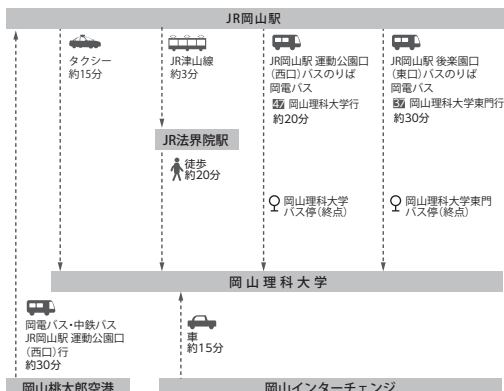 JR岡山駅
タクシー
約15分
JR津山線
約3分
JR岡山駅 運動公園口
(西口)バスのりば
岡電バス
47 岡山理科大学行
約20分
JR岡山駅 後楽園口
(東口)バスのりば
岡電バス
37 岡山理科大学東門行
約30分
JR法界院駅
徒歩
約20分
岡山理科大学
バス停(終点)
岡山理科大学東門
バス停(終点)
岡山理科大学
岡電バス・中鉄バス
JR岡山駅 運動公園口
(西口)行
約30分
車
約15分
岡山桃太郎空港
岡山インターチェンジ